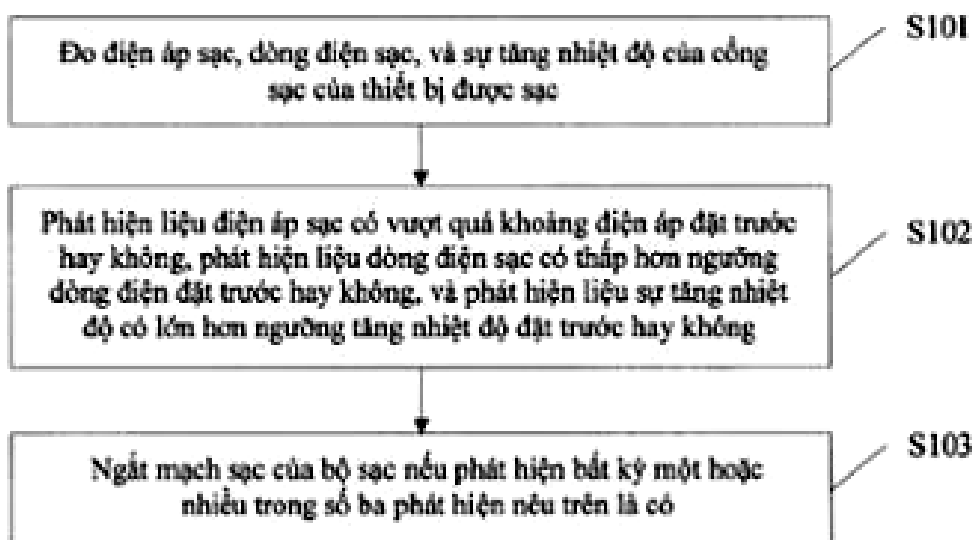 S101
Đo điện áp sạc, dòng điện sạc, và sự tăng nhiệt độ của cổng
sạc của thiết bị được sạc
S102
Phát hiện liệu điện áp sạc có vượt quá khoảng điện áp đặt trước
hay không, phát hiện liệu dòng điện sạc có thấp hơn ngưỡng
dòng điện đặt trước hay không, và phát hiện liệu sự tăng nhiệt
độ có lớn hơn ngưỡng tăng nhiệt độ đặt trước hay không
S103
Ngắt mạch sạc của bộ sạc nếu phát hiện bất kỳ một hoặc
nhiều trong số ba phát hiện nêu trên là có